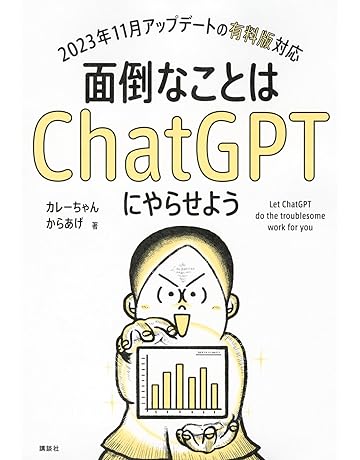 2023年11月アップデートの有料版対応
面倒なことは
ChatGPT
にやらせよう
カレーちゃん
からあげ 著
Let ChatGPT
do the troublesome
work for you
講談社